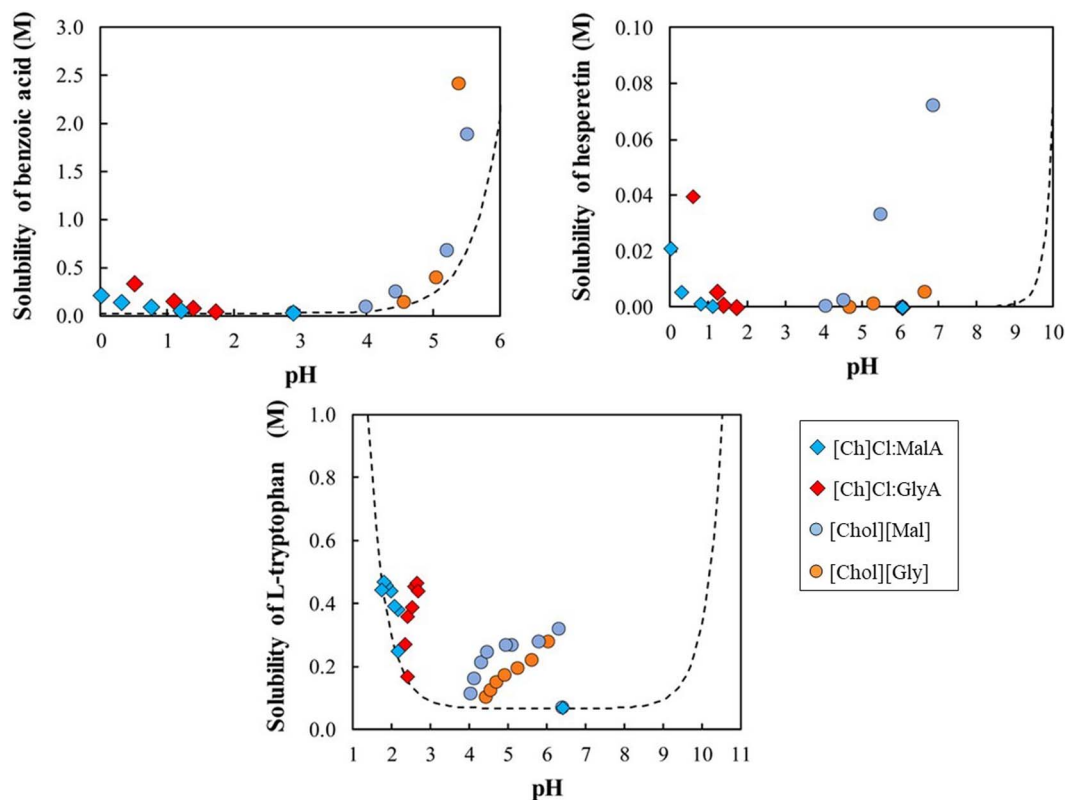 Solubility of benzoic acid (M)
3.0
2.5
2.0
1.5
1.0
0.5
0.0
0 1 2 3 4 5 6
pH
Solubility of hesperetin (M)
0.10
0.08
0.06
0.04
0.02
0.00
0 1 2 3 4 5 6 7 8 9 10
pH
Solubility of L-tryptophan (M)
1.0
0.8
0.6
0.4
0.2
0.0
1 2 3 4 5 6 7 8 9 10 11
pH
[Ch]Cl:MalA
[Ch]Cl:GlyA
[Chol][Mal]
[Chol][Gly]